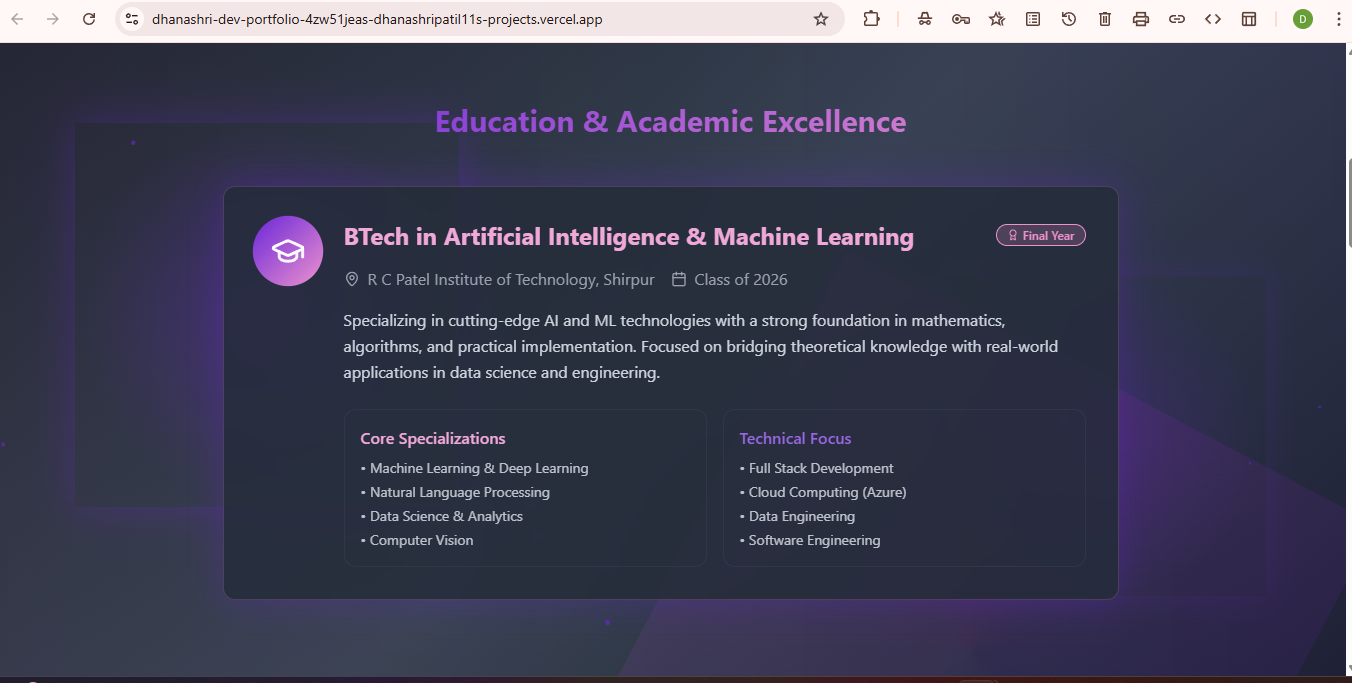 dhanashri-dev-portfolio-4zw51jeas-dhanashripatil11s-projects.vercel.app
D
Education & Academic Excellence
BTech in Artificial Intelligence & Machine Learning
Final Year
R C Patel Institute of Technology, Shirpur
Class of 2026
Specializing in cutting-edge AI and ML technologies with a strong foundation in mathematics,
algorithms, and practical implementation. Focused on bridging theoretical knowledge with real-world
applications in data science and engineering.
Core Specializations
• Machine Learning & Deep Learning
• Natural Language Processing
• Data Science & Analytics
• Computer Vision
Technical Focus
• Full Stack Development
• Cloud Computing (Azure)
• Data Engineering
• Software Engineering